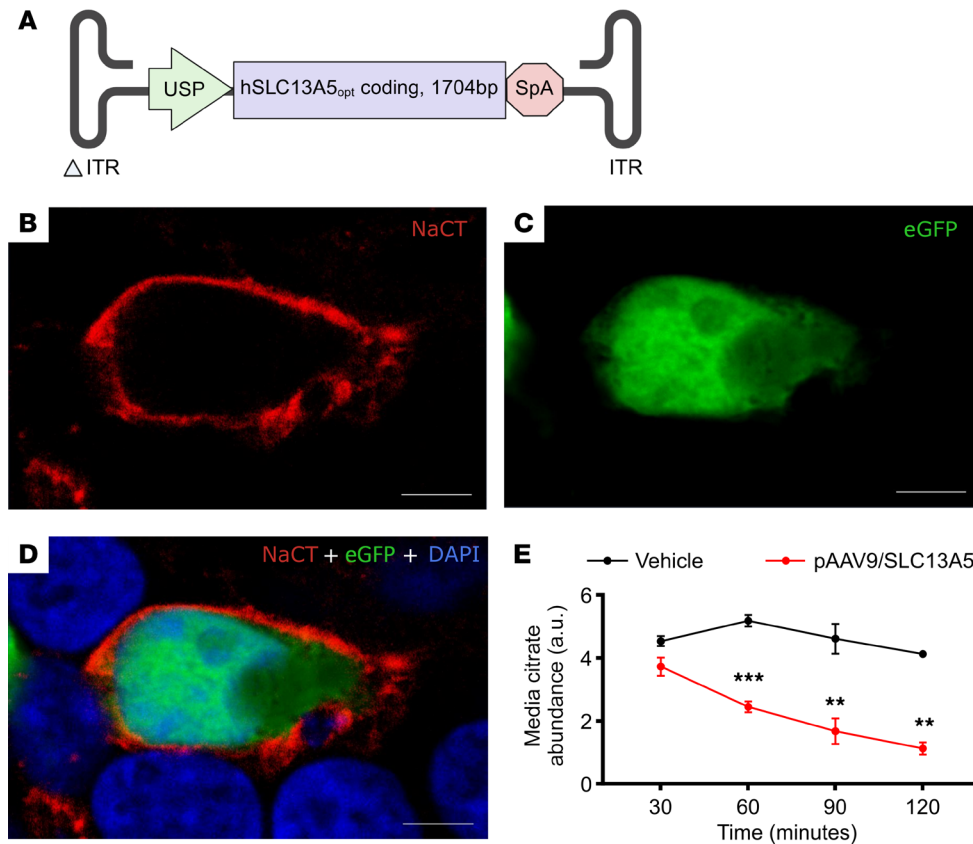 A
USP
hSLC13A5opt coding, 1704bp
SpA
△ ITR
ITR
B
NaCT
C
eGFP
D
NaCT + eGFP + DAPI
E
Vehicle
pAAV9/SLC13A5
Media citrate
abundance (a.u.)
6
4
2
0
***
**
**
30 60 90 120
Time (minutes)